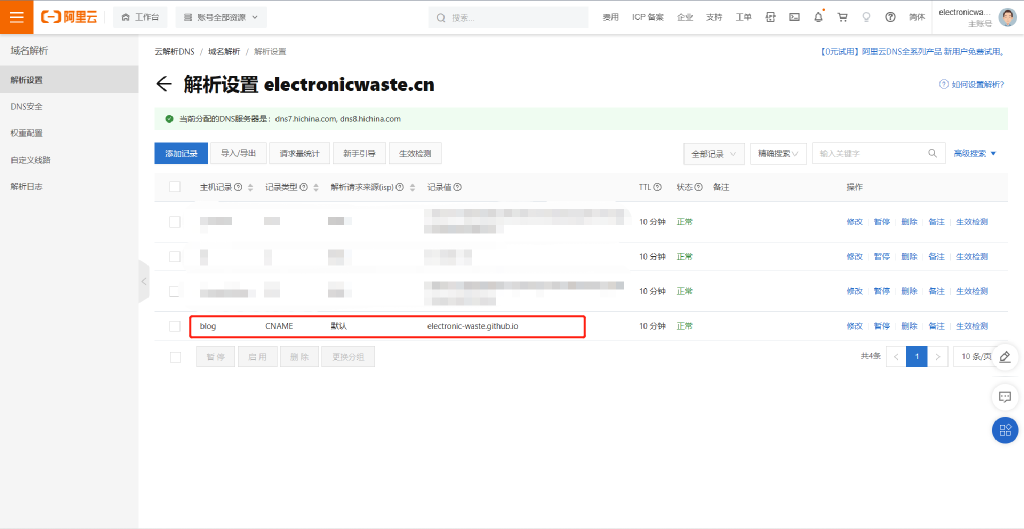 阿里云 工作台 账号全部资源 搜索... 费用 ICP 备案 企业 支持 工单 简体 electronicwa...
主账号
域名解析
解析设置
DNS安全
权重配置
自定义线路
解析日志
云解析DNS / 域名解析 / 解析设置
【0元试用】阿里云DNS全系列产品 新用户免费试用。
解析设置 electronicwaste.cn
如何设置解析?
当前分配的DNS服务器是：dns7.hichina.com, dns8.hichina.com
添加记录 导入/导出 请求量统计 新手引导 生效检测 全部记录 精确搜索 输入关键字 高级搜索
主机记录 记录类型 解析请求来源(isp) 记录值 TTL 状态 备注 操作
10 分钟 正常 修改 暂停 删除 备注 生效检测
10 分钟 正常 修改 暂停 删除 备注 生效检测
10 分钟 正常 修改 暂停 删除 备注 生效检测
blog CNAME 默认 electronic-waste.github.io 10 分钟 正常 修改 暂停 删除 备注 生效检测
暂 停 启 用 删 除 更换分组 共4条 < 1 > 10 条/页